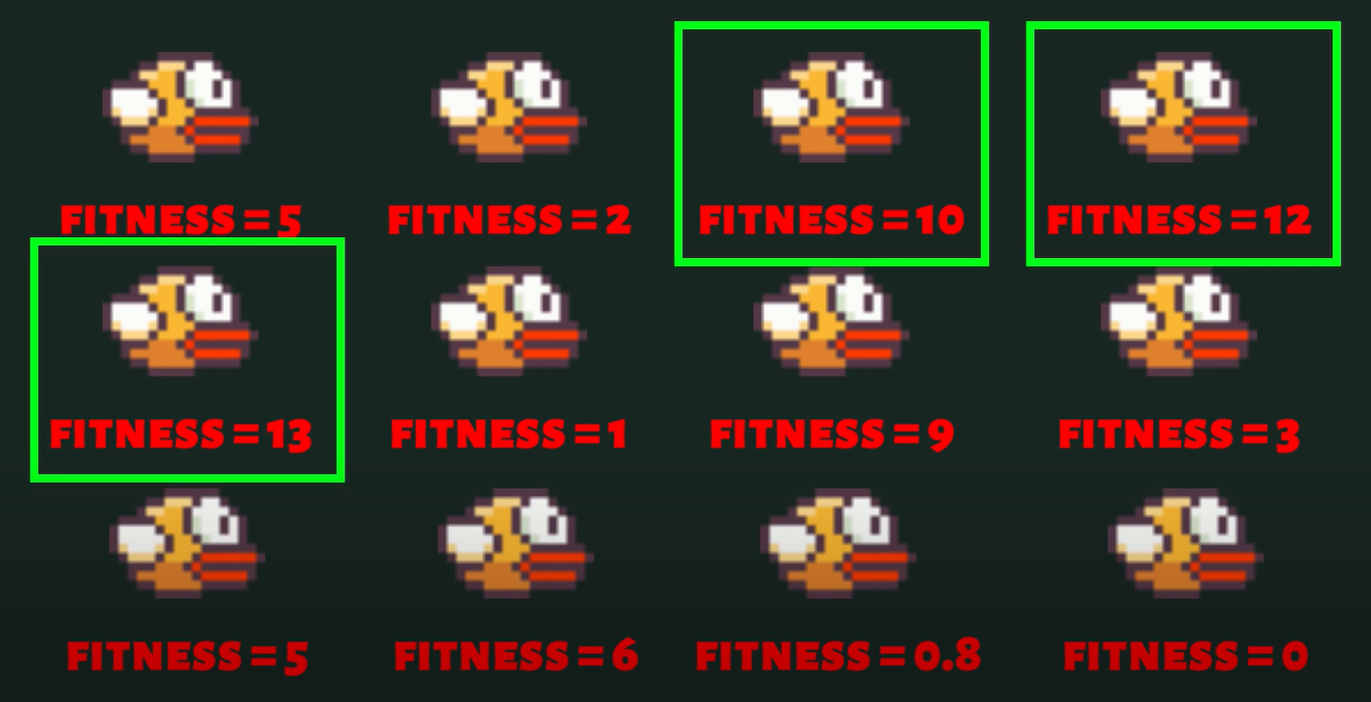 FITNESS = 5
FITNESS = 2
FITNESS = 10
FITNESS = 12
FITNESS = 13
FITNESS = 1
FITNESS = 9
FITNESS = 3
FITNESS = 5
FITNESS = 6
FITNESS = 0.8
FITNESS = 0